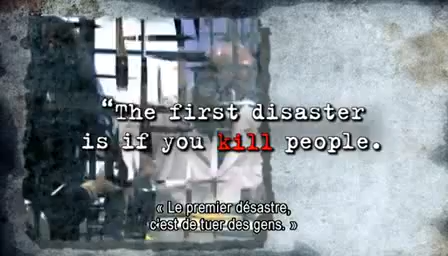 “The first disaster
is if you kill people.
« Le premier désastre,
c'est de tuer des gens. »